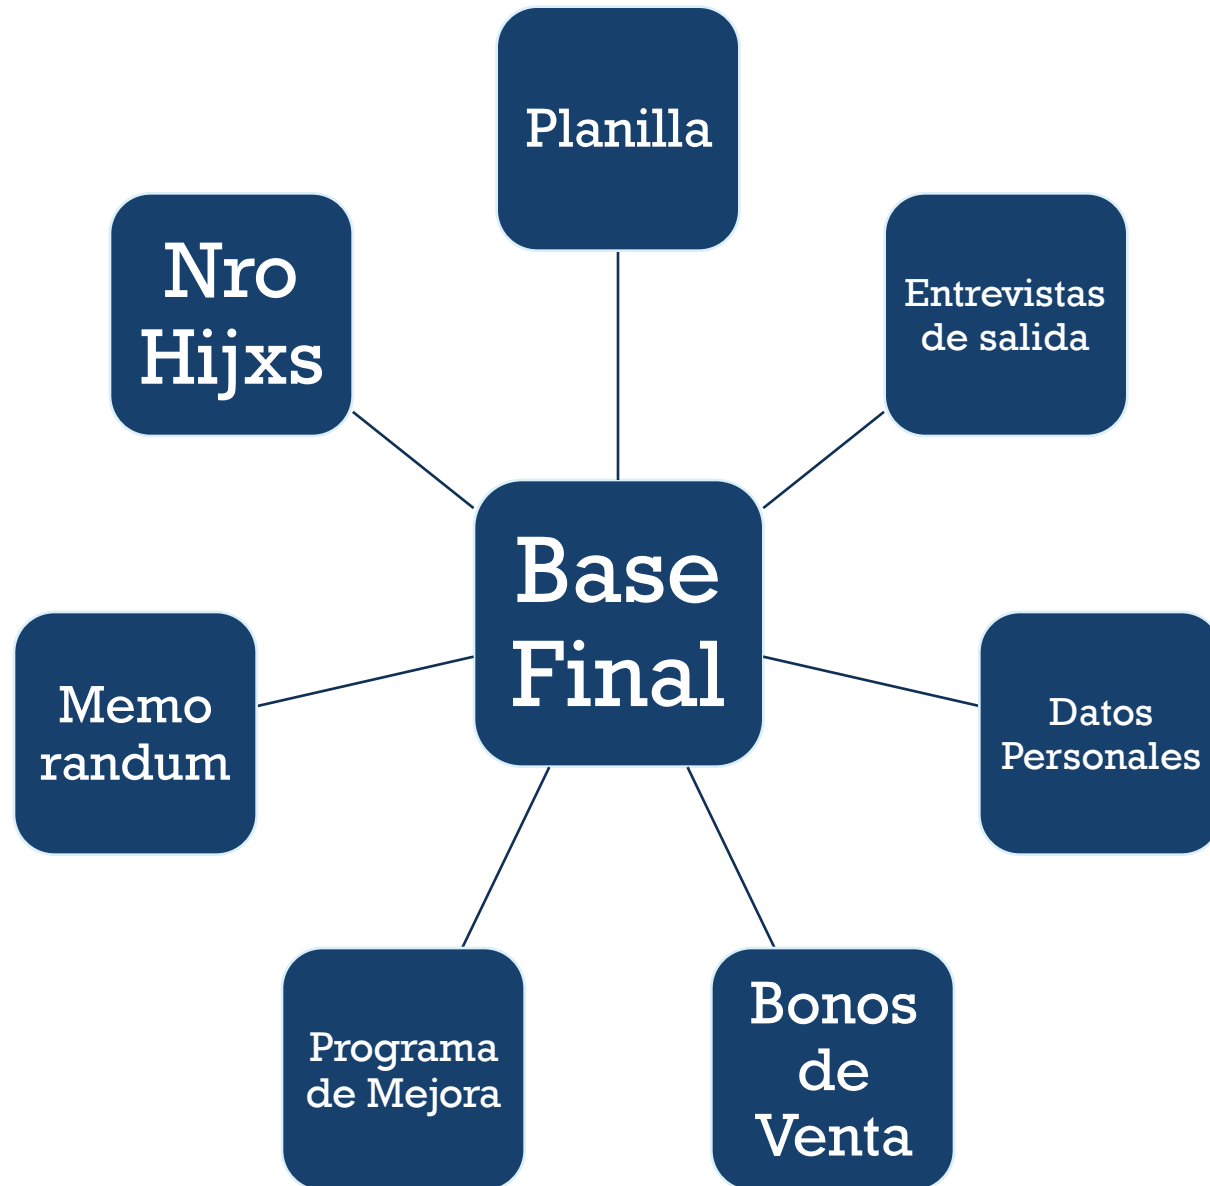 Planilla
Nro
Hijxs
Entrevistas
de salida
Base
Final
Memo
randum
Datos
Personales
Programa
de Mejora
Bonos
de
Venta